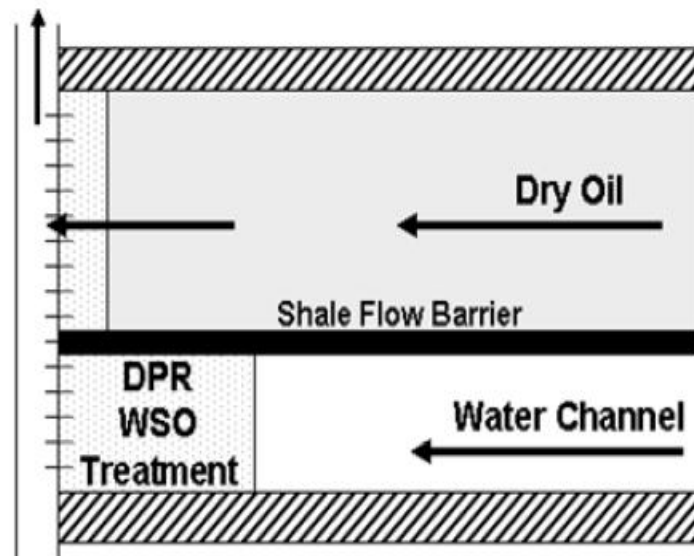 Dry Oil
Shale Flow Barrier
DPR
WSO
Treatment
Water Channel